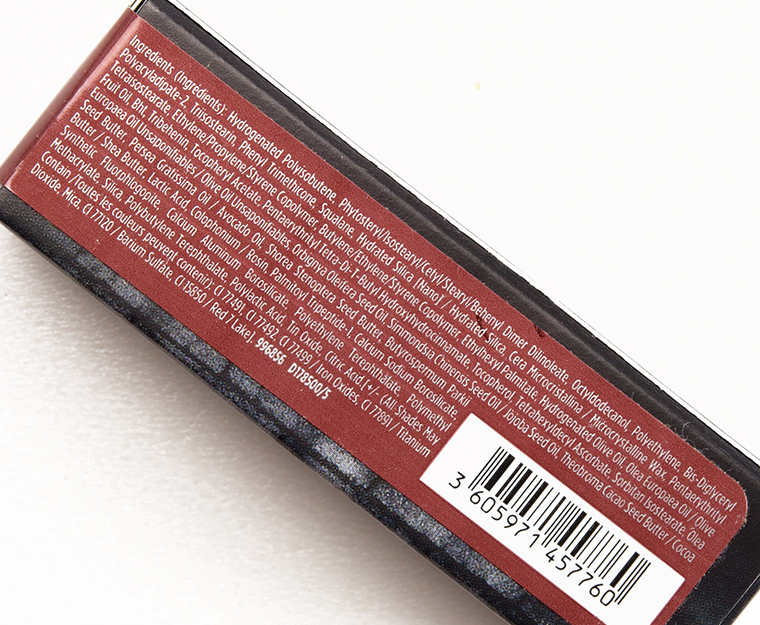 Ingredients (Ingrédients): Hydrogenated Polyisobutene, Phytosteryl/Isostearyl/Cetyl/Stearyl/Behenyl Dimer Dilinoleate, Octyldodecanol, Polyethylene, Bis-Diglyceryl
Polyacyladipate-2, Triisostearin, Phenyl Trimethicone, Squalane, Hydrated Silica [Nano] / Hydrated Silica, Cera Microcristallina / Microcrystalline Wax, Pentaerythrityl
Tetraisostearate, Ethylene/Propylene/Styrene Copolymer, Butylene/Ethylene/Styrene Copolymer, Ethylhexyl Palmitate, Hydrogenated Olive Oil, Olea Europaea Oil / Olive
Fruit Oil, Bht, Tribehenin, Tocopheryl Acetate, Pentaerythrityl Tetra-Di-T-Butyl Hydroxyhydrocinnamate, Tocopherol, Tetrahexyldecyl Ascorbate, Sorbitan Isostearate, Olea
Europaea Oil Unsaponifiables / Olive Oil Unsaponifiables, Orbignya Oleifera Seed Oil, Simmondsia Chinensis Seed Oil / Jojoba Seed Oil, Theobroma Cacao Seed Butter / Cocoa
Seed Butter, Persea Gratissima Oil / Avocado Oil, Shorea Stenoptera Seed Butter, Butyrospermum Parkii
Butter / Shea Butter, Lactic Acid, Colophonium / Rosin, Palmitoyl Tripeptide-1, Calcium Sodium Borosilicate,
Synthetic Fluorphlogopite, Calcium Aluminum Borosilicate, Polyethylene Terephthalate, Polymethyl
Methacrylate, Silica, Polybutylene Terephthalate, Polylactic Acid, Tin Oxide, Citric Acid [+/- (All Shades May
Contain / Toutes les couleurs peuvent contenir): CI 77491, CI 77492, CI 77499 / Iron Oxides, CI 77891 / Titanium
Dioxide, Mica, CI 77120 / Barium Sulfate, CI 15850 / Red 7 Lake]. 996856 D178500/5
3 605971 457760